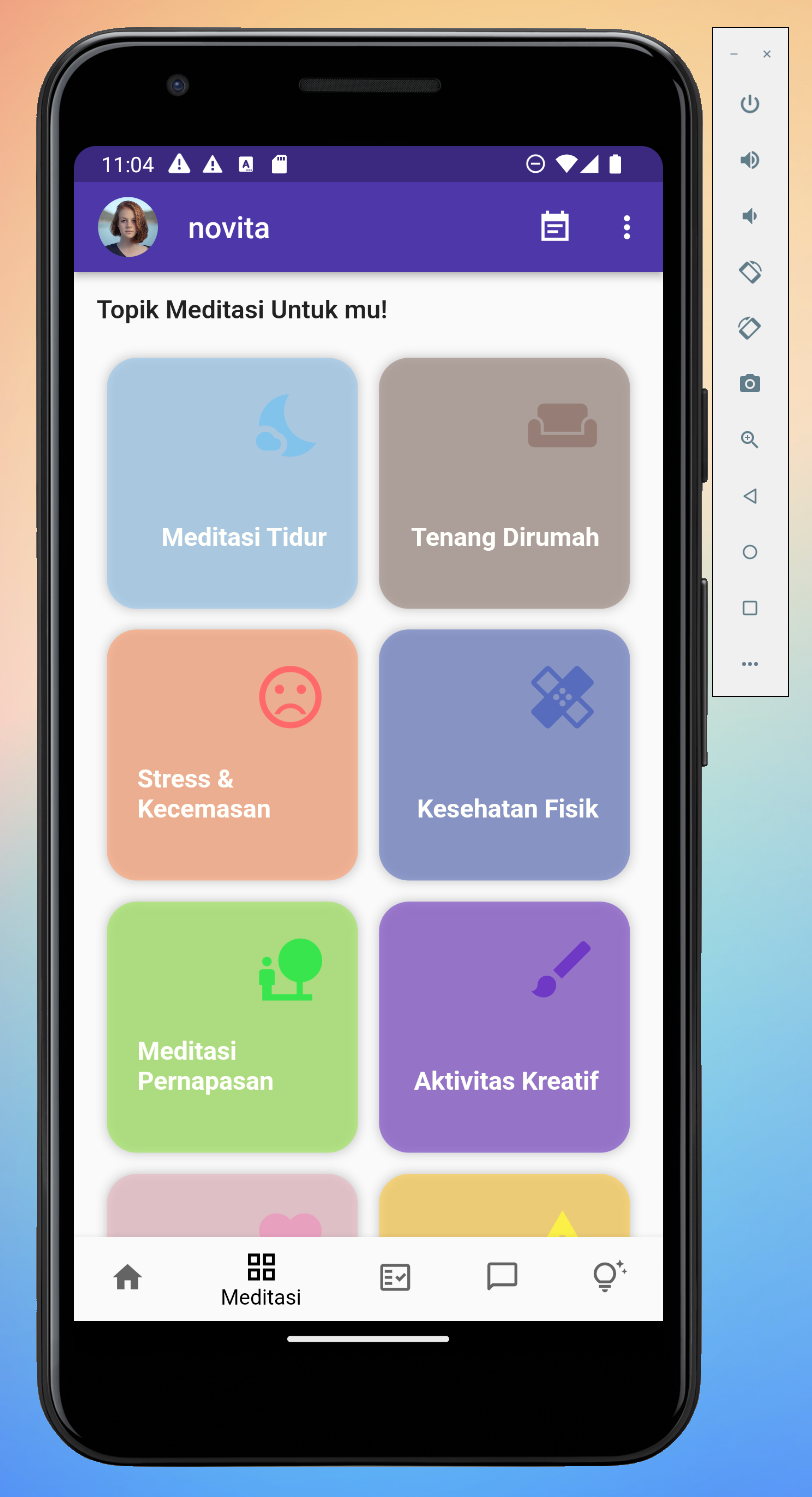 11:04
novita
Topik Meditasi Untuk mu!
Meditasi Tidur
Tenang Dirumah
Stress &
Kecemasan
Kesehatan Fisik
Meditasi
Pernapasan
Aktivitas Kreatif
Meditasi